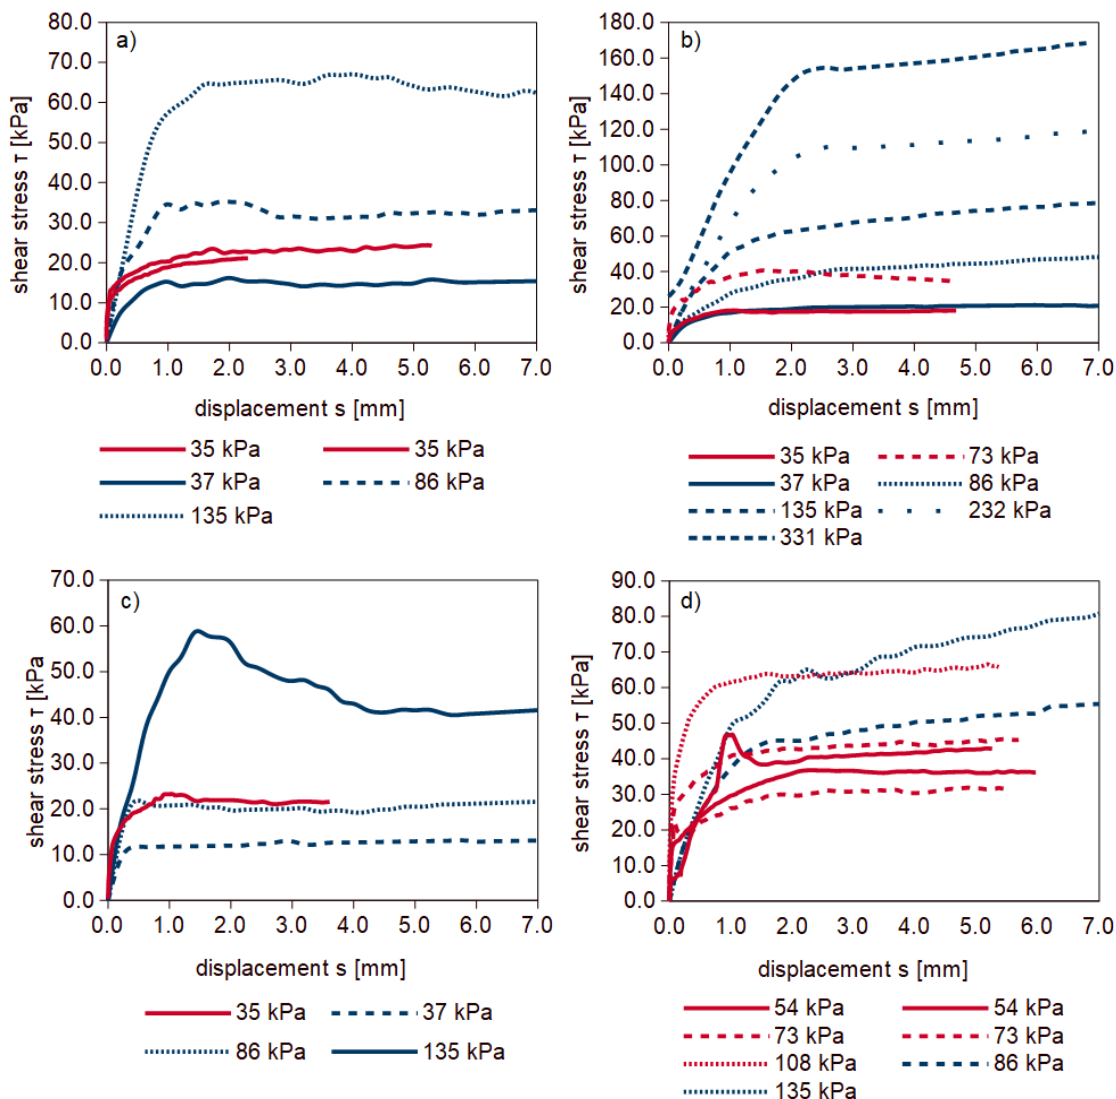 a)
80.0
70.0
60.0
50.0
40.0
30.0
20.0
10.0
0.0
shear stress τ [kPa]
0.0 1.0 2.0 3.0 4.0 5.0 6.0 7.0
displacement s [mm]
35 kPa 35 kPa
37 kPa 86 kPa
135 kPa
b)
180.0
160.0
140.0
120.0
100.0
80.0
60.0
40.0
20.0
0.0
shear stress τ [kPa]
0.0 1.0 2.0 3.0 4.0 5.0 6.0 7.0
displacement s [mm]
35 kPa 73 kPa
37 kPa 86 kPa
135 kPa 232 kPa
331 kPa
c)
70.0
60.0
50.0
40.0
30.0
20.0
10.0
0.0
shear stress τ [kPa
0.0 1.0 2.0 3.0 4.0 5.0 6.0 7.0
displacement s [mm]
35 kPa 37 kPa
86 kPa 135 kPa
d)
90.0
80.0
70.0
60.0
50.0
40.0
30.0
20.0
10.0
0.0
shear stress τ [kPa]
0.0 1.0 2.0 3.0 4.0 5.0 6.0 7.0
displacement s [mm]
54 kPa 54 kPa
73 kPa 73 kPa
108 kPa 86 kPa
135 kPa